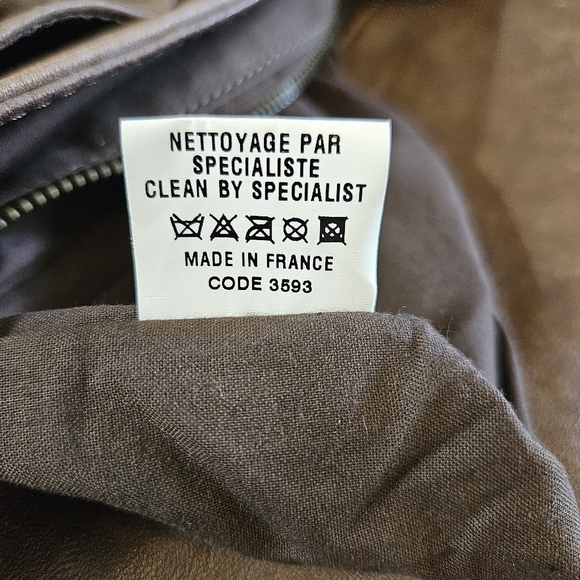 NETTOYAGE PAR
SPECIALISTE
CLEAN BY SPECIALIST
MADE IN FRANCE
CODE 3593